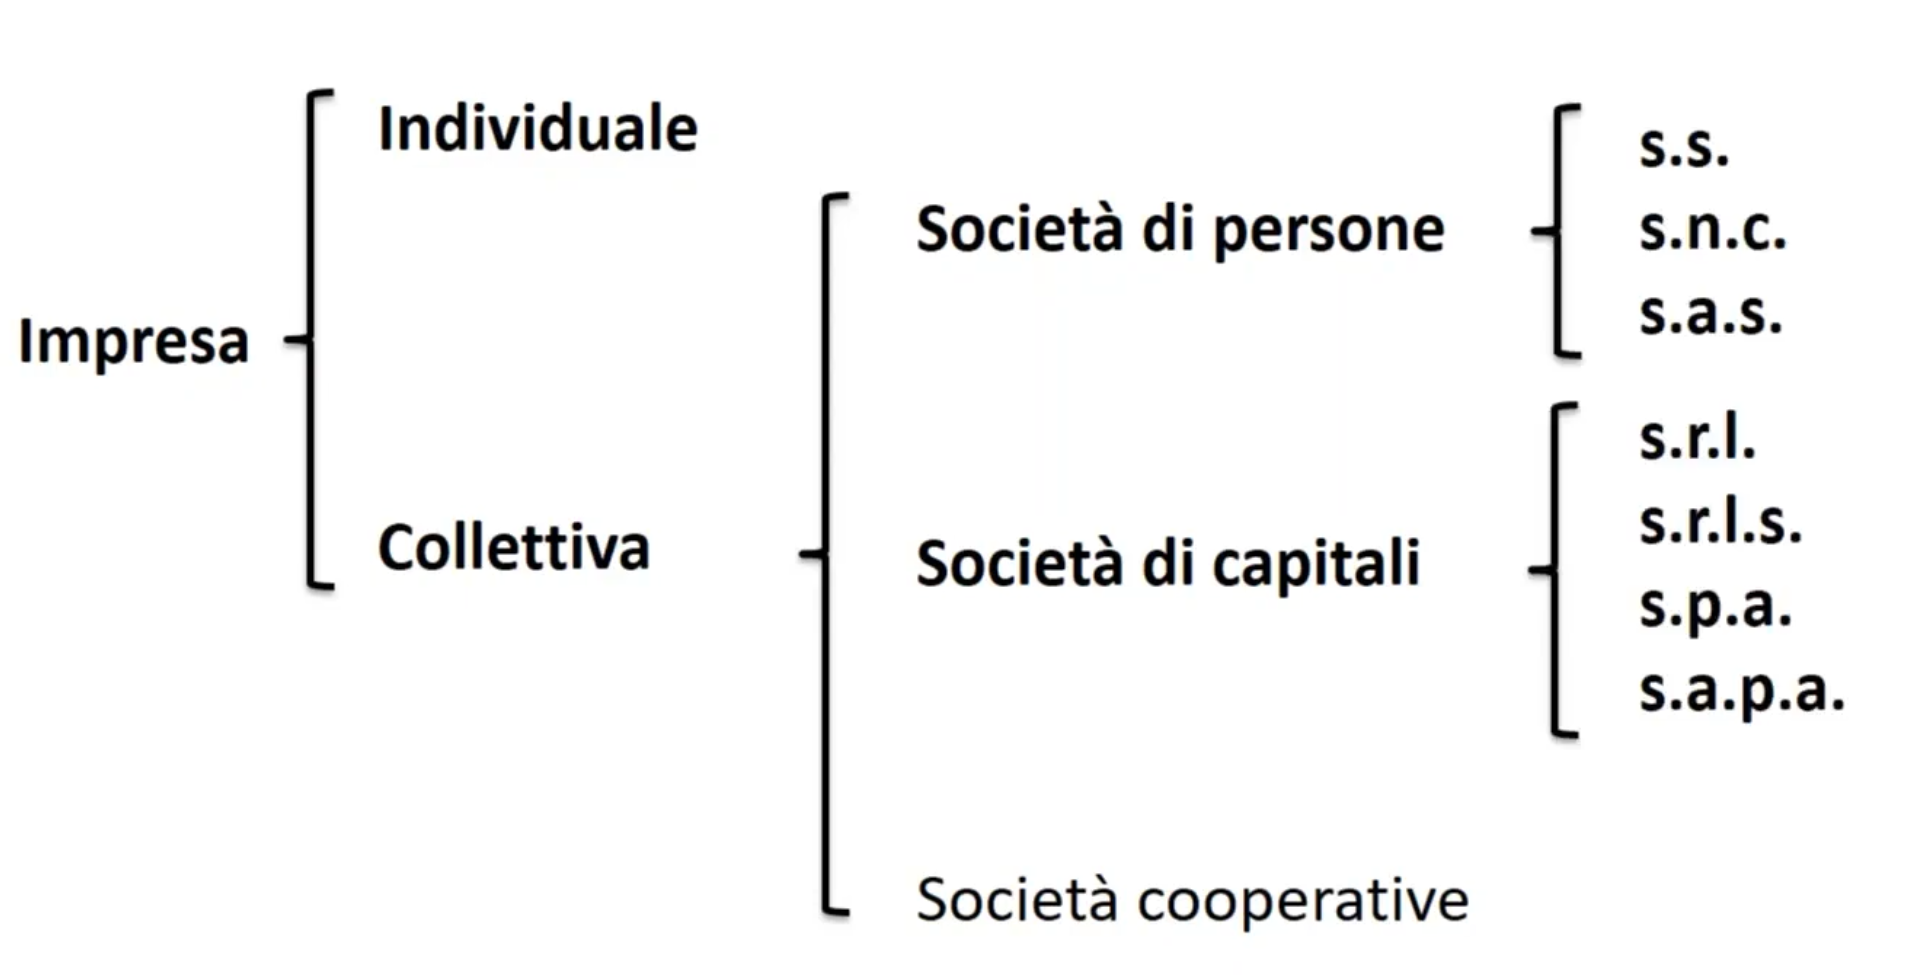 Impresa
Individuale
Collettiva
Società di persone
s.s.
s.n.c.
s.a.s.
Società di capitali
s.r.l.
s.r.l.s.
s.p.a.
s.a.p.a.
Società cooperative